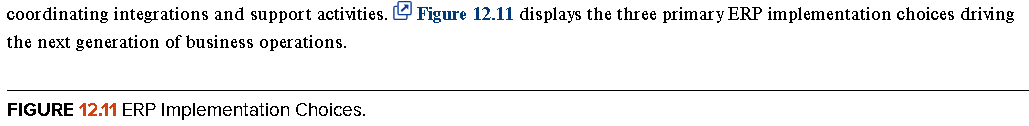 coordinating integrations and support activities. Figure 12.11 displays the three primary ERP implementation choices driving
the next generation of business operations.
FIGURE 12.11 ERP Implementation Choices.